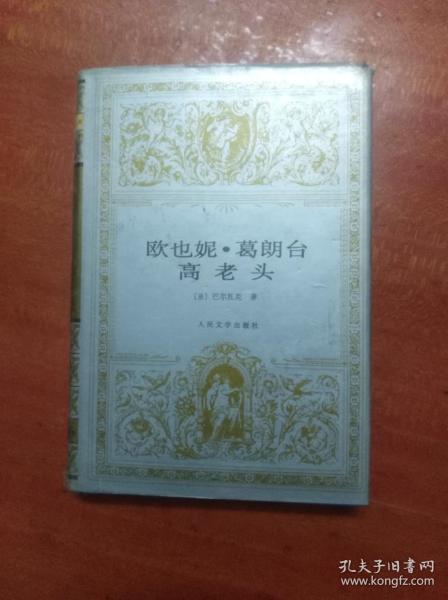 欧也妮·葛朗台
高老头
〔法〕巴尔扎克 著
人民文学出版社
孔夫子旧书网
www.kongfz.com